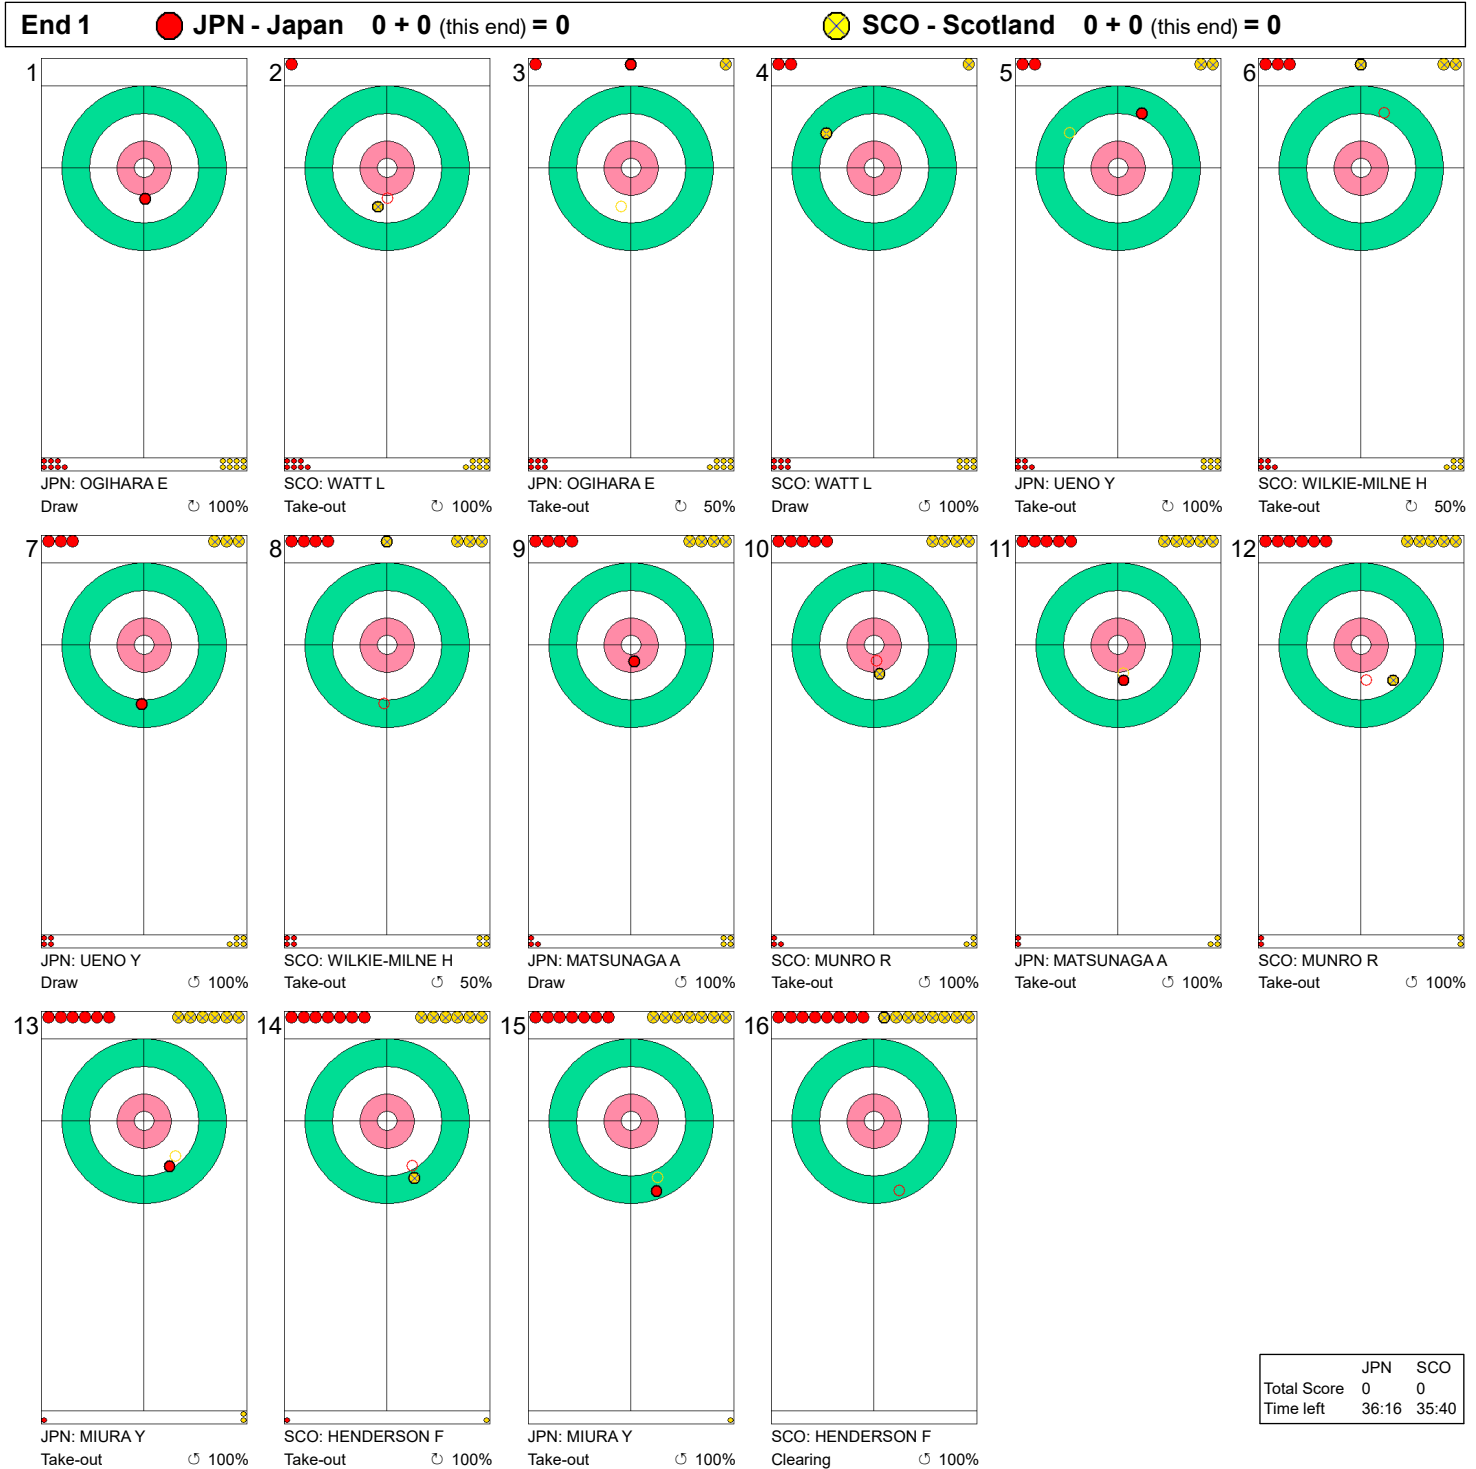 End 1 JPN - Japan 0 + 0 (this end) = 0 SCO - Scotland 0 + 0 (this end) = 0
1 2 3 4 5 6
JPN: OGIHARA E SCO: WATT L JPN: OGIHARA E SCO: WATT L JPN: UENO Y SCO: WILKIE-MILNE H
Draw ↻ 100% Take-out ↻ 100% Take-out ↻ 50% Draw ↻ 100% Take-out ↻ 100% Take-out ↻ 50%
7 8 9 10 11 12
JPN: UENO Y SCO: WILKIE-MILNE H JPN: MATSUNAGA A SCO: MUNRO R JPN: MATSUNAGA A SCO: MUNRO R
Draw ↺ 100% Take-out ↺ 50% Draw ↺ 100% Take-out ↺ 100% Take-out ↺ 100% Take-out ↺ 100%
13 14 15 16
JPN: MIURA Y SCO: HENDERSON F JPN: MIURA Y SCO: HENDERSON F
Take-out ↺ 100% Take-out ↻ 100% Take-out ↺ 100% Clearing ↺ 100%
JPN SCO
Total Score 0 0
Time left 36:16 35:40